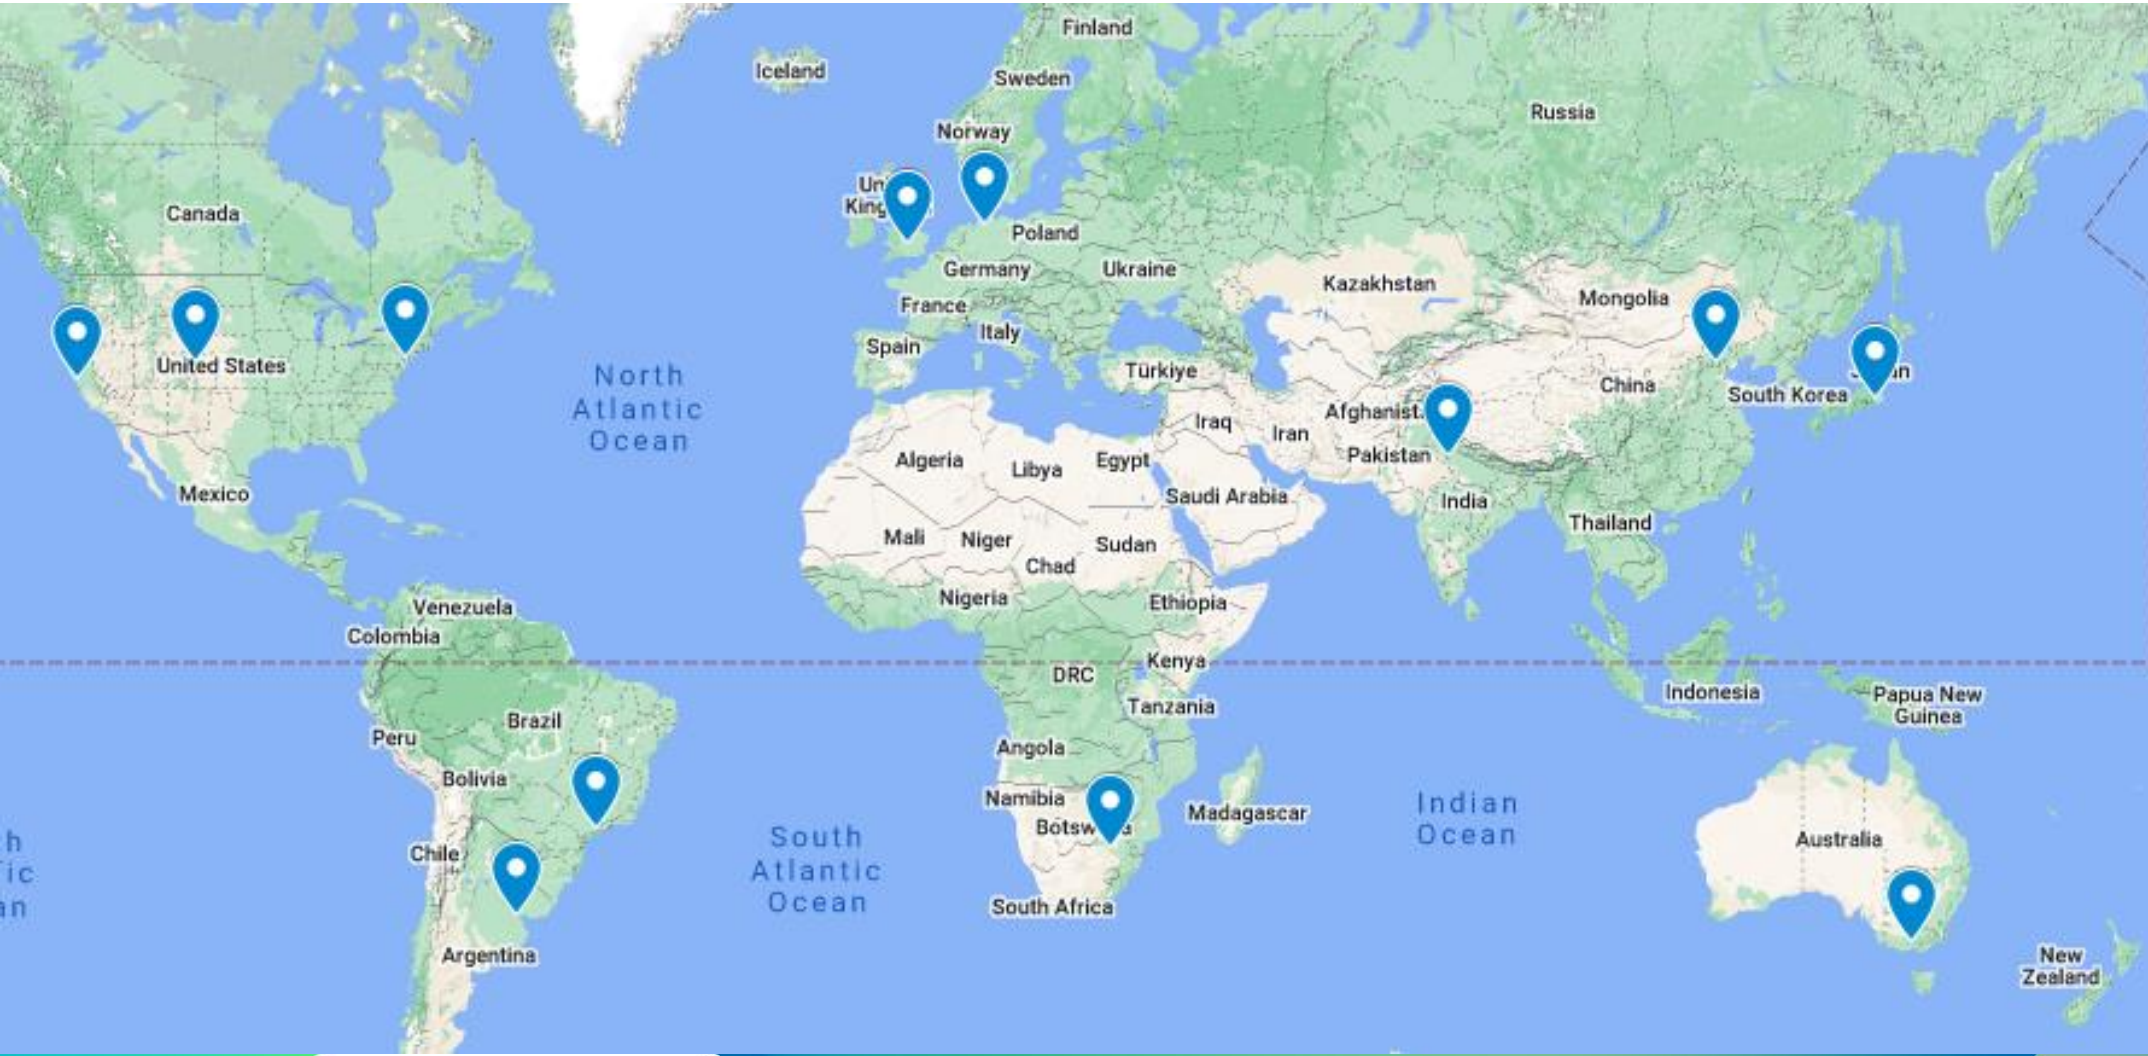 Finland
Iceland
Sweden
Russia
Norway
Canada
Poland
Germany
Ukraine
Kazakhstan
Mongolia
France
Italy
Spain
United States
Türkiye
North
Atlantic
Ocean
China
South Korea
Afghanist.
Iraq
Iran
Pakistan
Algeria
Libya
Egypt
Mexico
Saudi Arabia
India
Thailand
Mali
Niger
Sudan
Chad
Nigeria
Ethiopia
Venezuela
Colombia
Kenya
DRC
Indonesia
Papua New
Guinea
Tanzania
Brazil
Peru
Angola
Bolivia
Namibia
Madagascar
Indian
Ocean
South
Atlantic
Ocean
Australia
Chile
South Africa
Argentina
New
Zealand